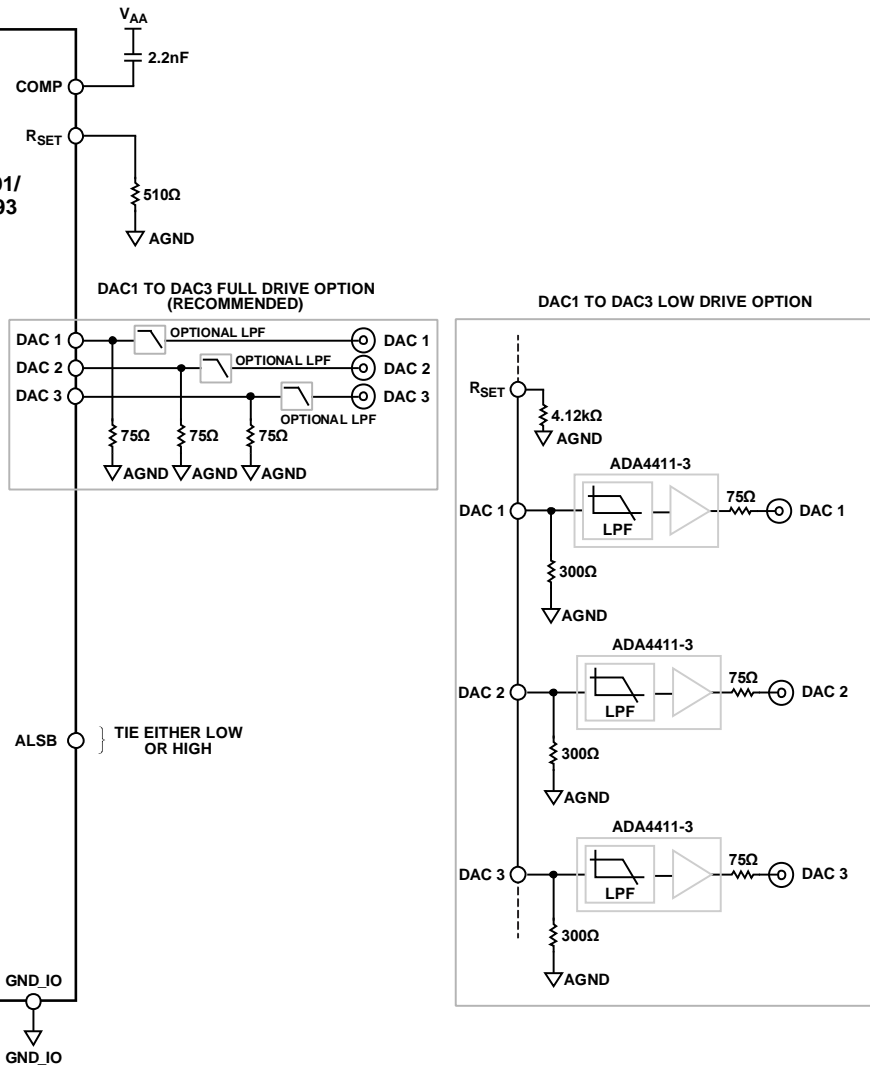 VAA
2.2nF
COMP
RSET
01/
93
510Ω
AGND
DAC1 TO DAC3 FULL DRIVE OPTION
(RECOMMENDED)
DAC 1
OPTIONAL LPF
DAC 1
DAC 2
OPTIONAL LPF
DAC 2
DAC 3
DAC 3
OPTIONAL LPF
75Ω
75Ω
75Ω
AGND
AGND
AGND
ALSB
TIE EITHER LOW
OR HIGH
GND_IO
GND_IO
DAC1 TO DAC3 LOW DRIVE OPTION
RSET
4.12kΩ
AGND
ADA4411-3
75Ω
DAC 1
DAC 1
LPF
300Ω
AGND
ADA4411-3
75Ω
DAC 2
DAC 2
LPF
300Ω
AGND
ADA4411-3
75Ω
DAC 3
DAC 3
LPF
300Ω
AGND